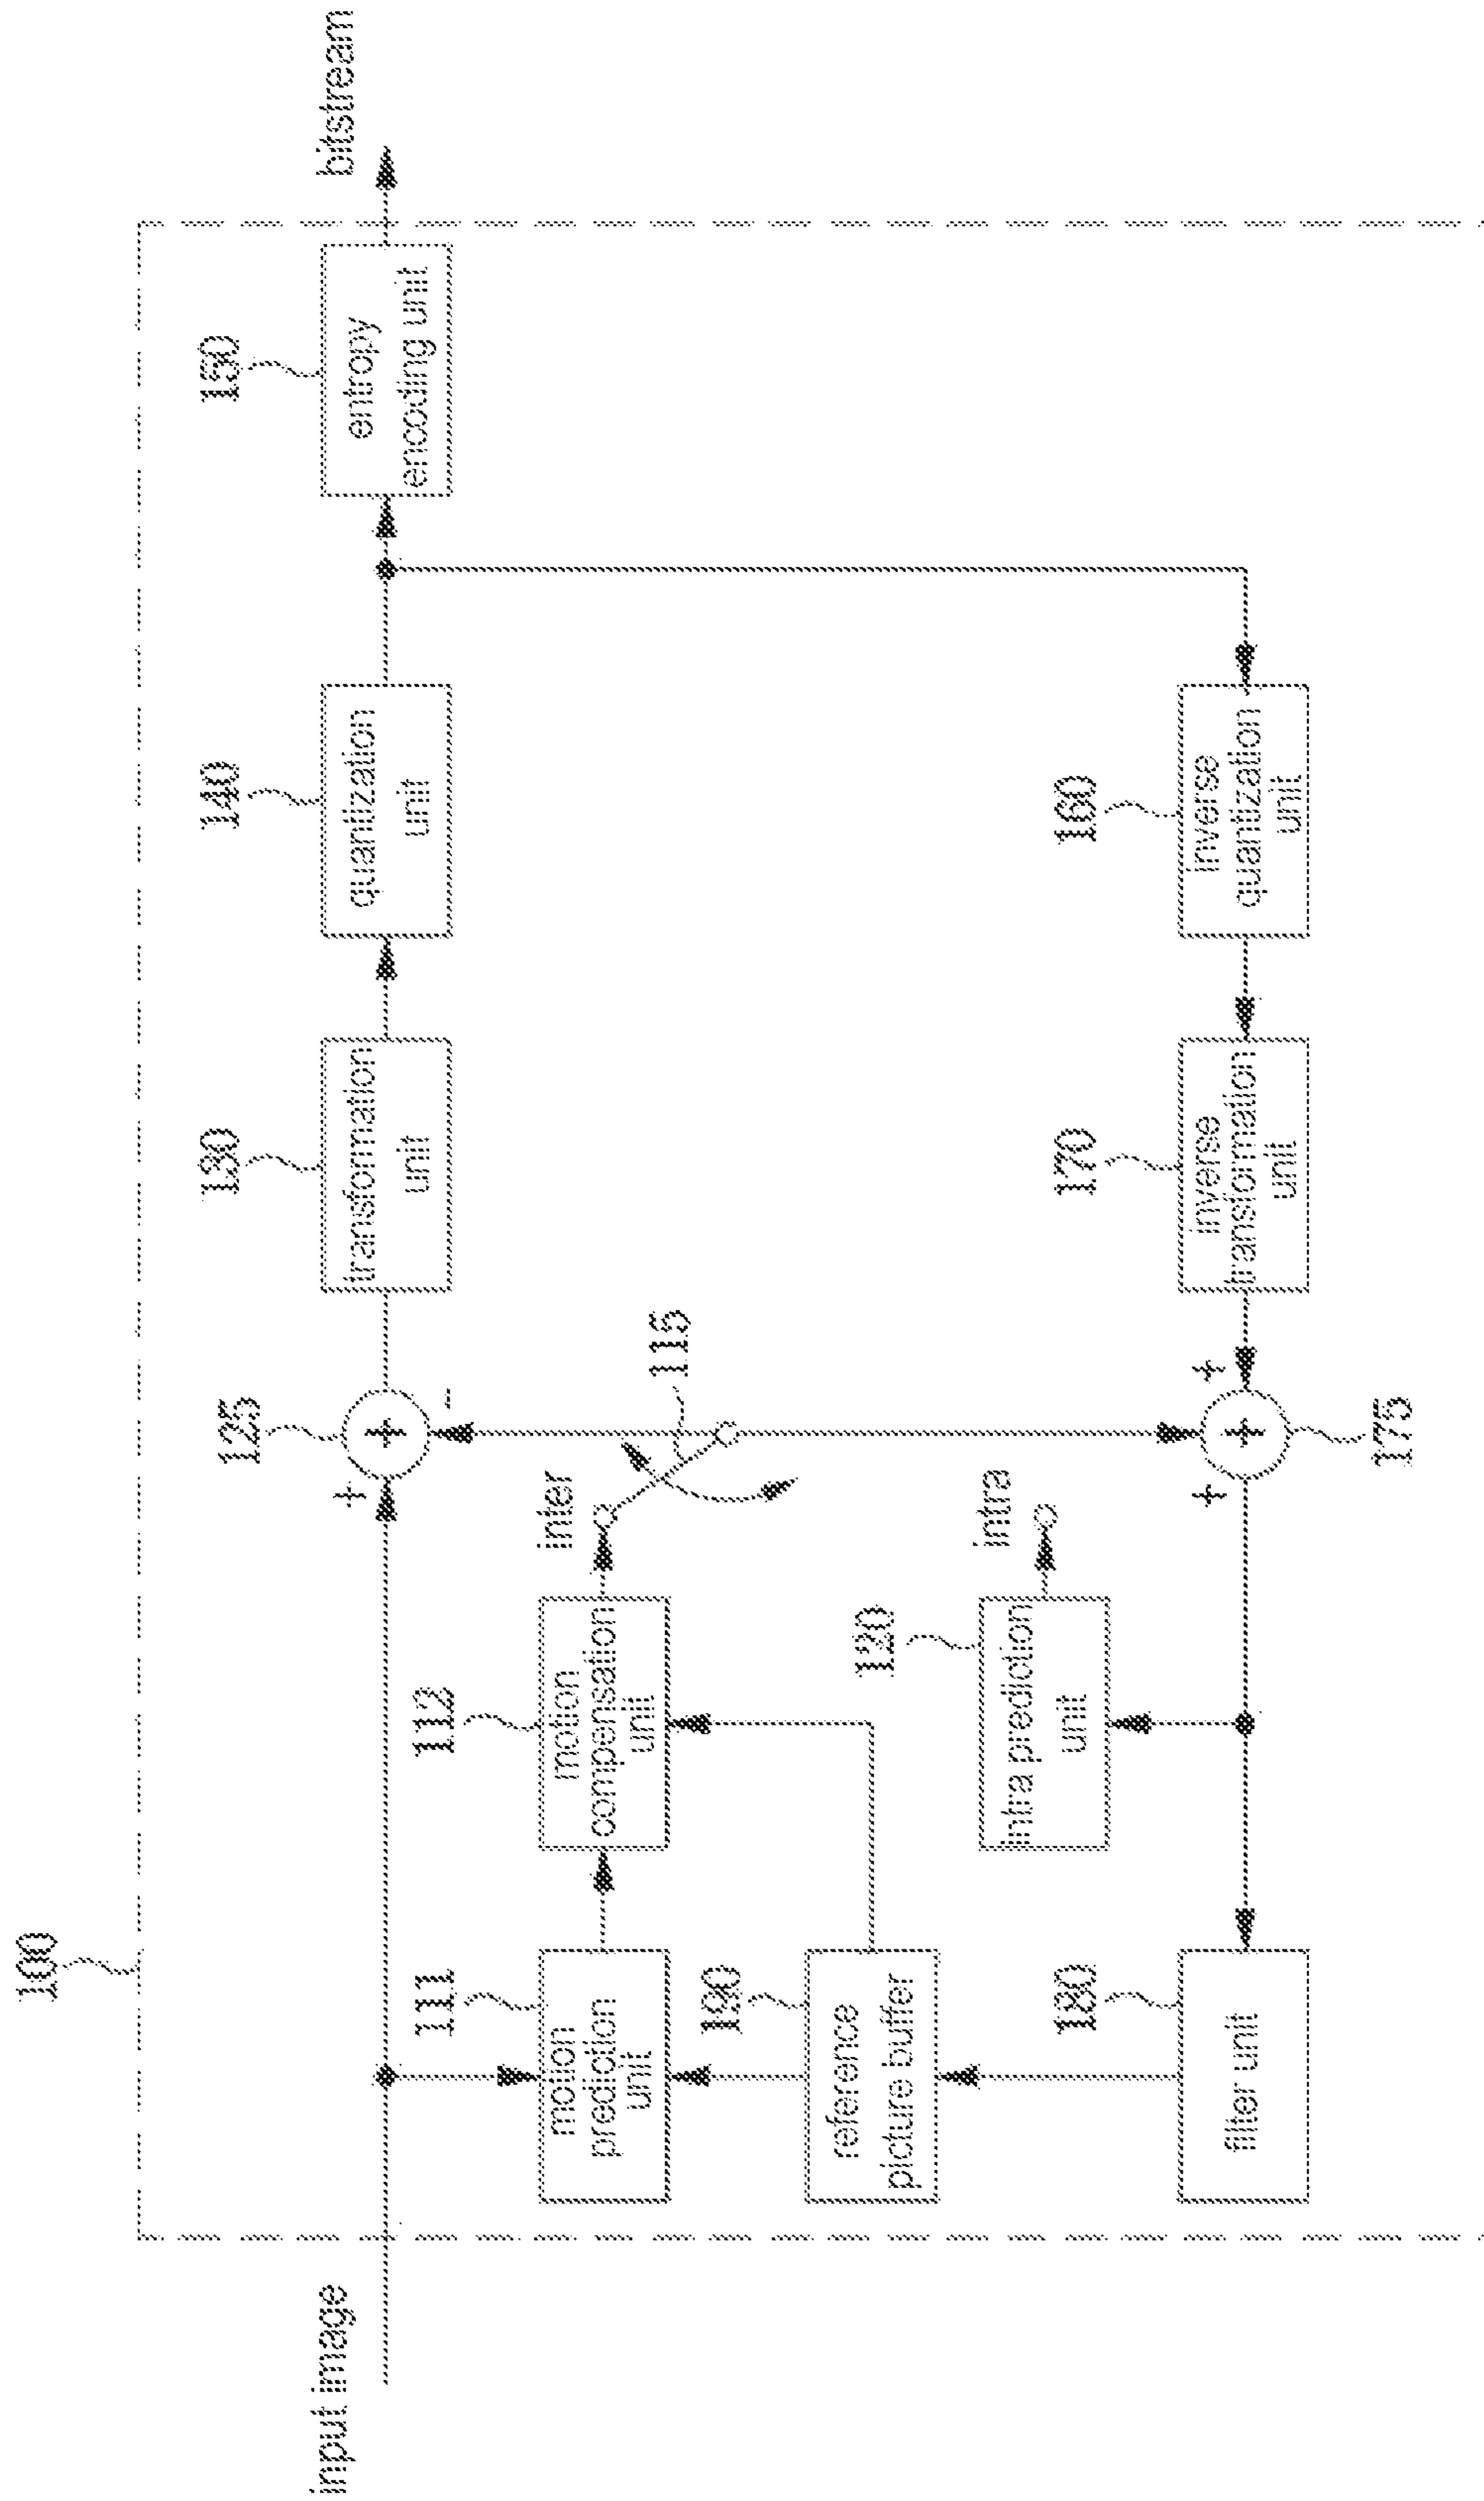 100
input image
bitstream
125
+
+
-
130
transformation
unit
140
quantization
unit
150
entropy
encoding unit
111
motion
prediction
unit
112
motion
compensation
unit
inter
115
190
reference
picture buffer
120
intra prediction
unit
intra
180
filter unit
+
+
+
175
170
inverse
transformation
unit
160
inverse
quantization
unit